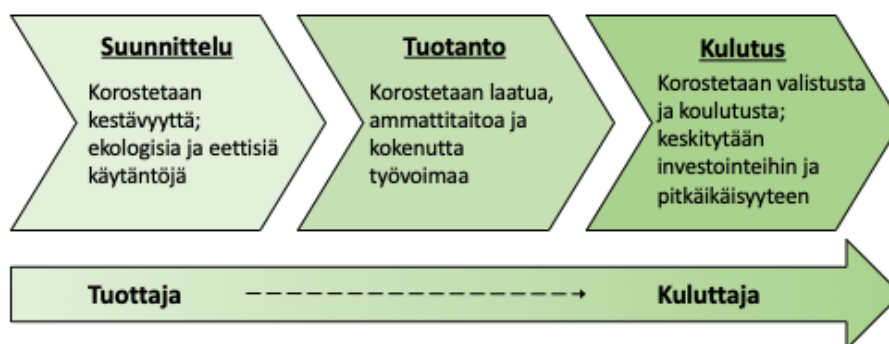 Suunnittelu
Korostetaan
kestävyyttä;
ekologisia ja eettisiä
käytäntöjä
Tuotanto
Korostetaan laatua,
ammattitaitoa ja
kokenutta
työvoimaa
Kulutus
Korostetaan valistusta
ja koulutusta;
keskitytään
investointeihin ja
pitkäikäisyyteen
Tuottaja
Kuluttaja